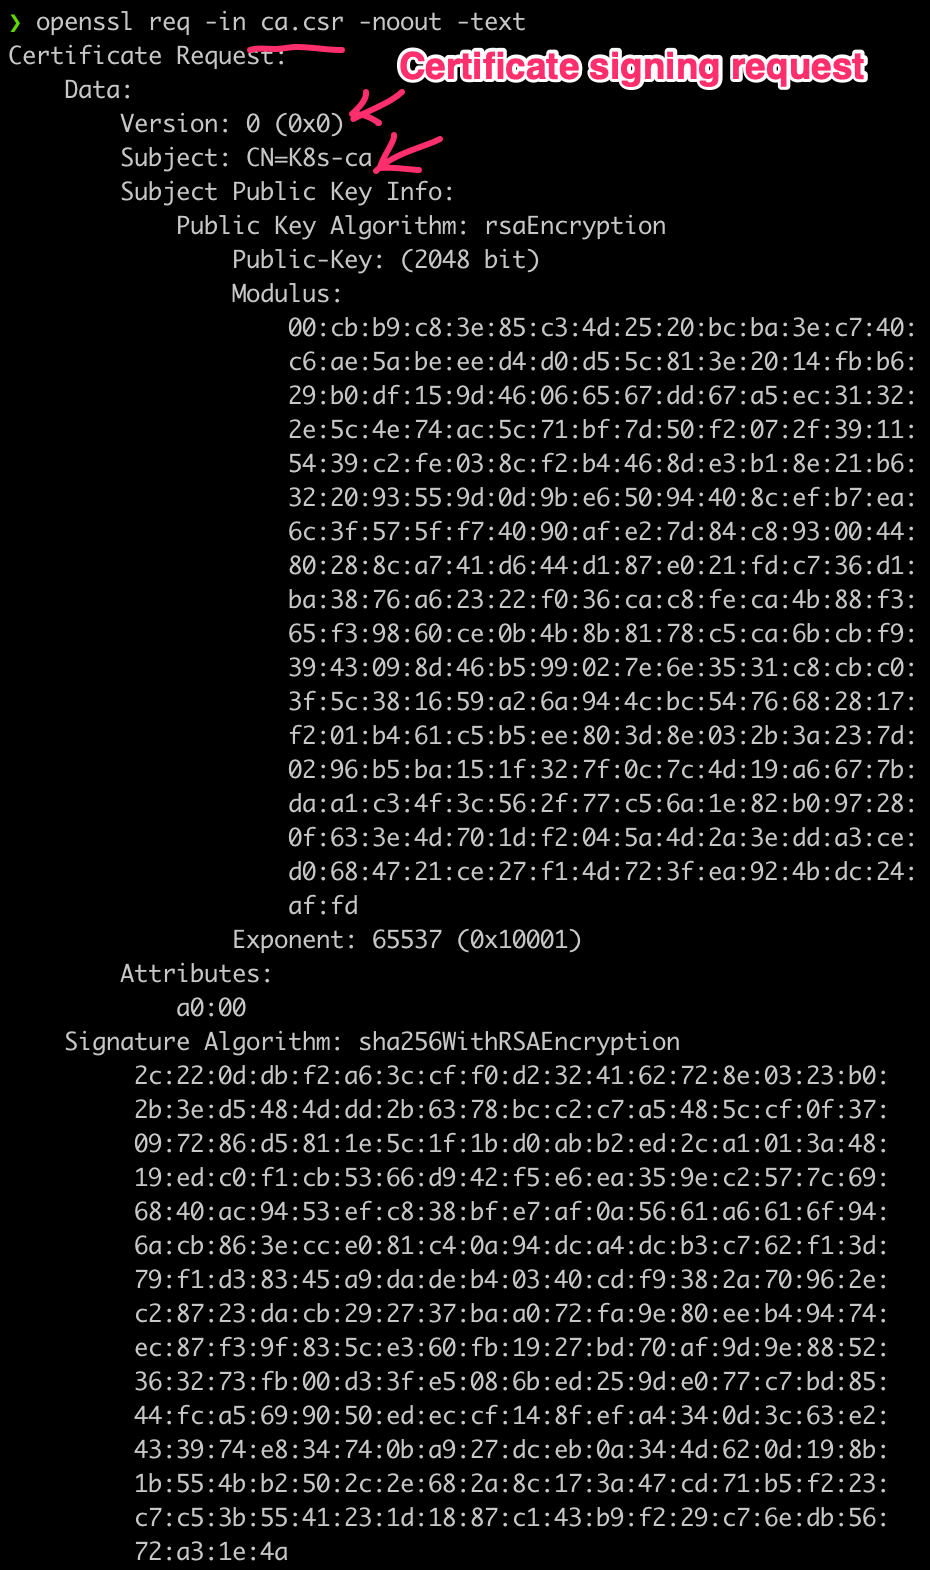 ❯ openssl req -in ca.csr -noout -text
Certificate Request:
Certificate signing request
Data:
Version: 0 (0x0)
Subject: CN=K8s-ca
Subject Public Key Info:
Public Key Algorithm: rsaEncryption
Public-Key: (2048 bit)
Modulus:
00:cb:b9:c8:3e:85:c3:4d:25:20:bc:ba:3e:c7:40:
c6:ae:5a:be:ee:d4:d0:d5:5c:81:3e:20:14:fb:b6:
29:b0:df:15:9d:46:06:65:67:dd:67:a5:ec:31:32:
2e:5c:4e:74:ac:5c:71:bf:7d:50:f2:07:2f:39:11:
54:39:c2:fe:03:8c:f2:b4:46:8d:e3:b1:8e:21:b6:
32:20:93:55:9d:0d:9b:e6:50:94:40:8c:ef:b7:ea:
6c:3f:57:5f:f7:40:90:af:e2:7d:84:c8:93:00:44:
80:28:8c:a7:41:d6:44:d1:87:e0:21:fd:c7:36:d1:
ba:38:76:a6:23:22:f0:36:ca:c8:fe:ca:4b:88:f3:
65:f3:98:60:ce:0b:4b:8b:81:78:c5:ca:6b:cb:f9:
39:43:09:8d:46:b5:99:02:7e:6e:35:31:c8:cb:c0:
3f:5c:38:16:59:a2:6a:94:4c:bc:54:76:68:28:17:
f2:01:b4:61:c5:b5:ee:80:3d:8e:03:2b:3a:23:7d:
02:96:b5:ba:15:1f:32:7f:0c:7c:4d:19:a6:67:7b:
da:a1:c3:4f:3c:56:2f:77:c5:6a:1e:82:b0:97:28:
0f:63:3e:4d:70:1d:f2:04:5a:4d:2a:3e:dd:a3:ce:
d0:68:47:21:ce:27:f1:4d:72:3f:ea:92:4b:dc:24:
af:fd
Exponent: 65537 (0x10001)
Attributes:
a0:00
Signature Algorithm: sha256WithRSAEncryption
2c:22:0d:db:f2:a6:3c:cf:f0:d2:32:41:62:72:8e:03:23:b0:
2b:3e:d5:48:4d:dd:2b:63:78:bc:c2:c7:a5:48:5c:cf:0f:37:
09:72:86:d5:81:1e:5c:1f:1b:d0:ab:b2:ed:2c:a1:01:3a:48:
19:ed:c0:f1:cb:53:66:d9:42:f5:e6:ea:35:9e:c2:57:7c:69:
68:40:ac:94:53:ef:c8:38:bf:e7:af:0a:56:61:a6:61:6f:94:
6a:cb:86:3e:cc:e0:81:c4:0a:94:dc:a4:dc:b3:c7:62:f1:3d:
79:f1:d3:83:45:a9:da:de:b4:03:40:cd:f9:38:2a:70:96:2e:
c2:87:23:da:cb:29:27:37:ba:a0:72:fa:9e:80:ee:b4:94:74:
ec:87:f3:9f:83:5c:e3:60:fb:19:27:bd:70:af:9d:9e:88:52:
36:32:73:fb:00:d3:3f:e5:08:6b:ed:25:9d:e0:77:c7:bd:85:
44:fc:a5:69:90:50:ed:ec:cf:14:8f:ef:a4:34:0d:3c:63:e2:
43:39:74:e8:34:74:0b:a9:27:dc:eb:0a:34:4d:62:0d:19:8b:
1b:55:4b:b2:50:2c:2e:68:2a:8c:17:3a:47:cd:71:b5:f2:23:
c7:c5:3b:55:41:23:1d:18:87:c1:43:b9:f2:29:c7:6e:db:56:
72:a3:1e:4a